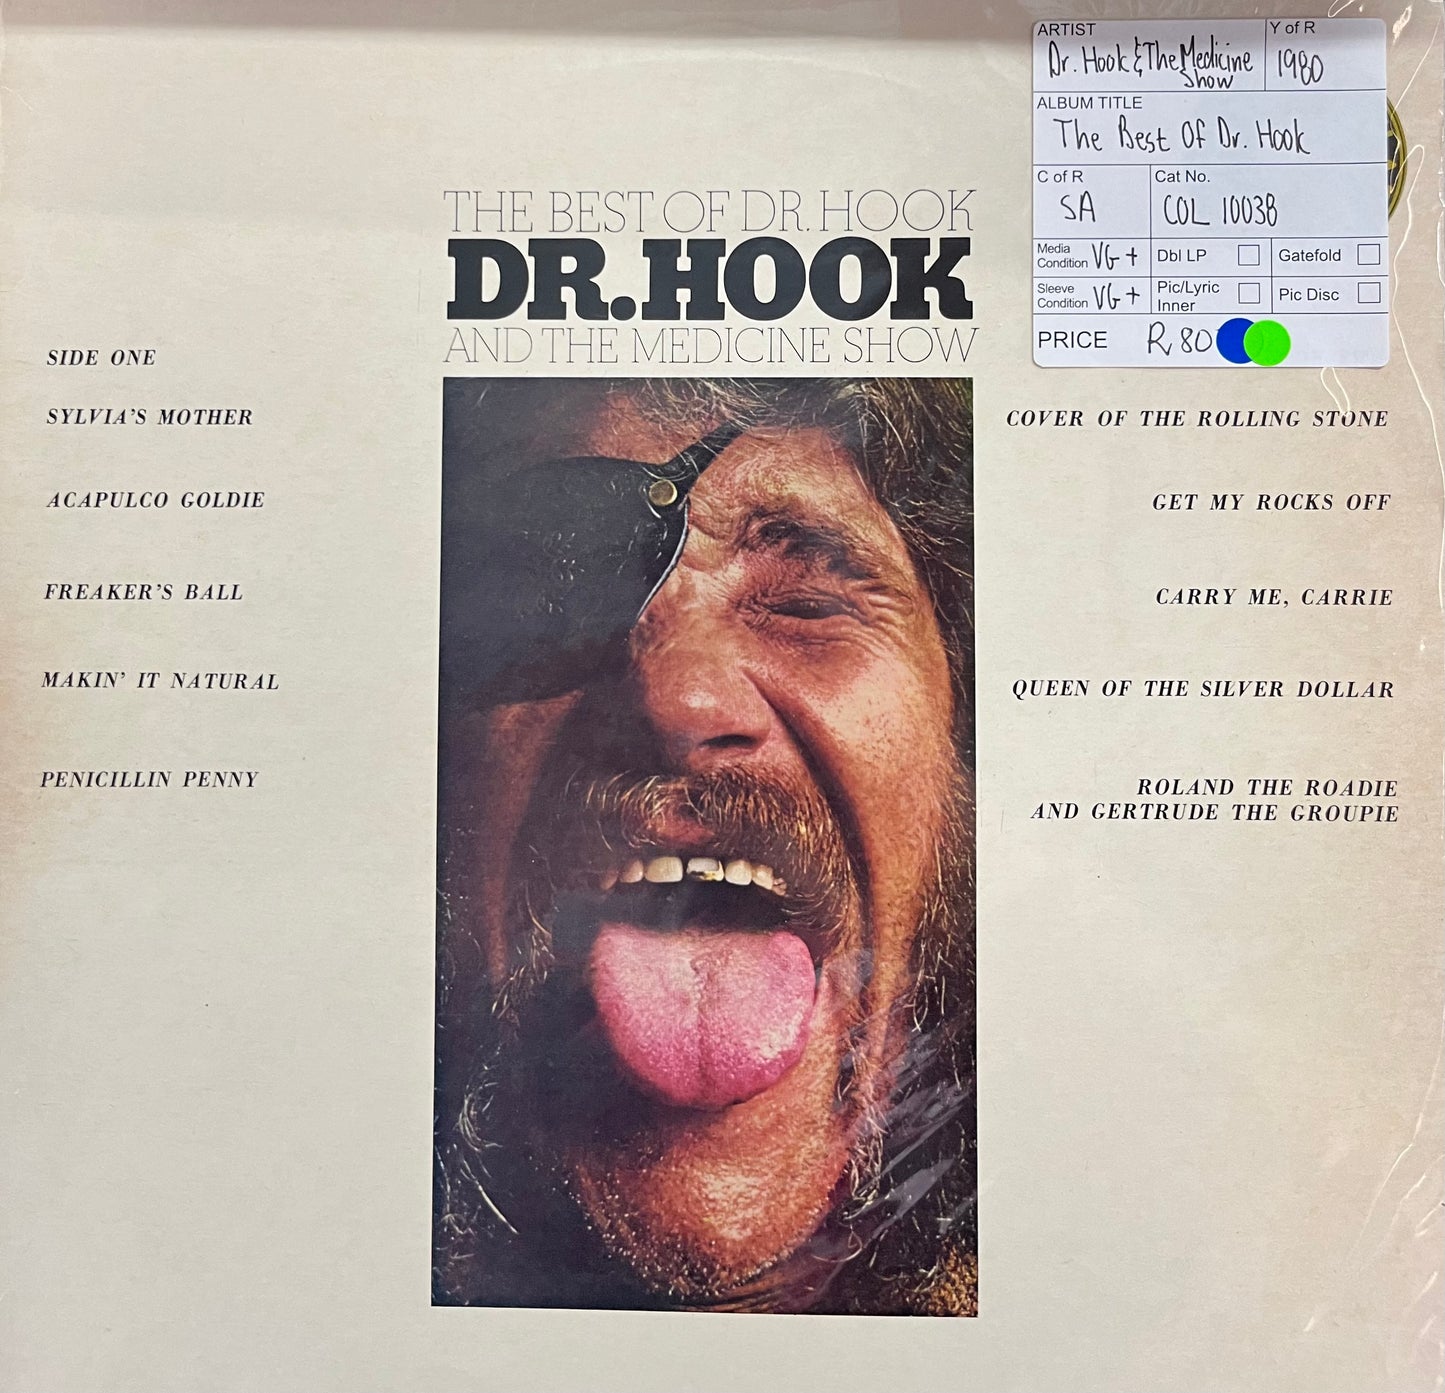 ARTIST
Dr. Hook & The Medicine
Show
Y of R
1980
ALBUM TITLE
The Best Of Dr. Hook
C of R
SA
Cat No.
COL 10038
Media
Condition VG +
Dbl LP
Gatefold
Sleeve
Condition VG +
Pic/Lyric
Inner
Pic Disc
PRICE R 80
THE BEST OF DR. HOOK
DR. HOOK
AND THE MEDICINE SHOW
SIDE ONE
SYLVIA'S MOTHER
ACAPULCO GOLDIE
FREAKER'S BALL
MAKIN' IT NATURAL
PENICILLIN PENNY
COVER OF THE ROLLING STONE
GET MY ROCKS OFF
CARRY ME, CARRIE
QUEEN OF THE SILVER DOLLAR
ROLAND THE ROADIE
AND GERTRUDE THE GROUPIE